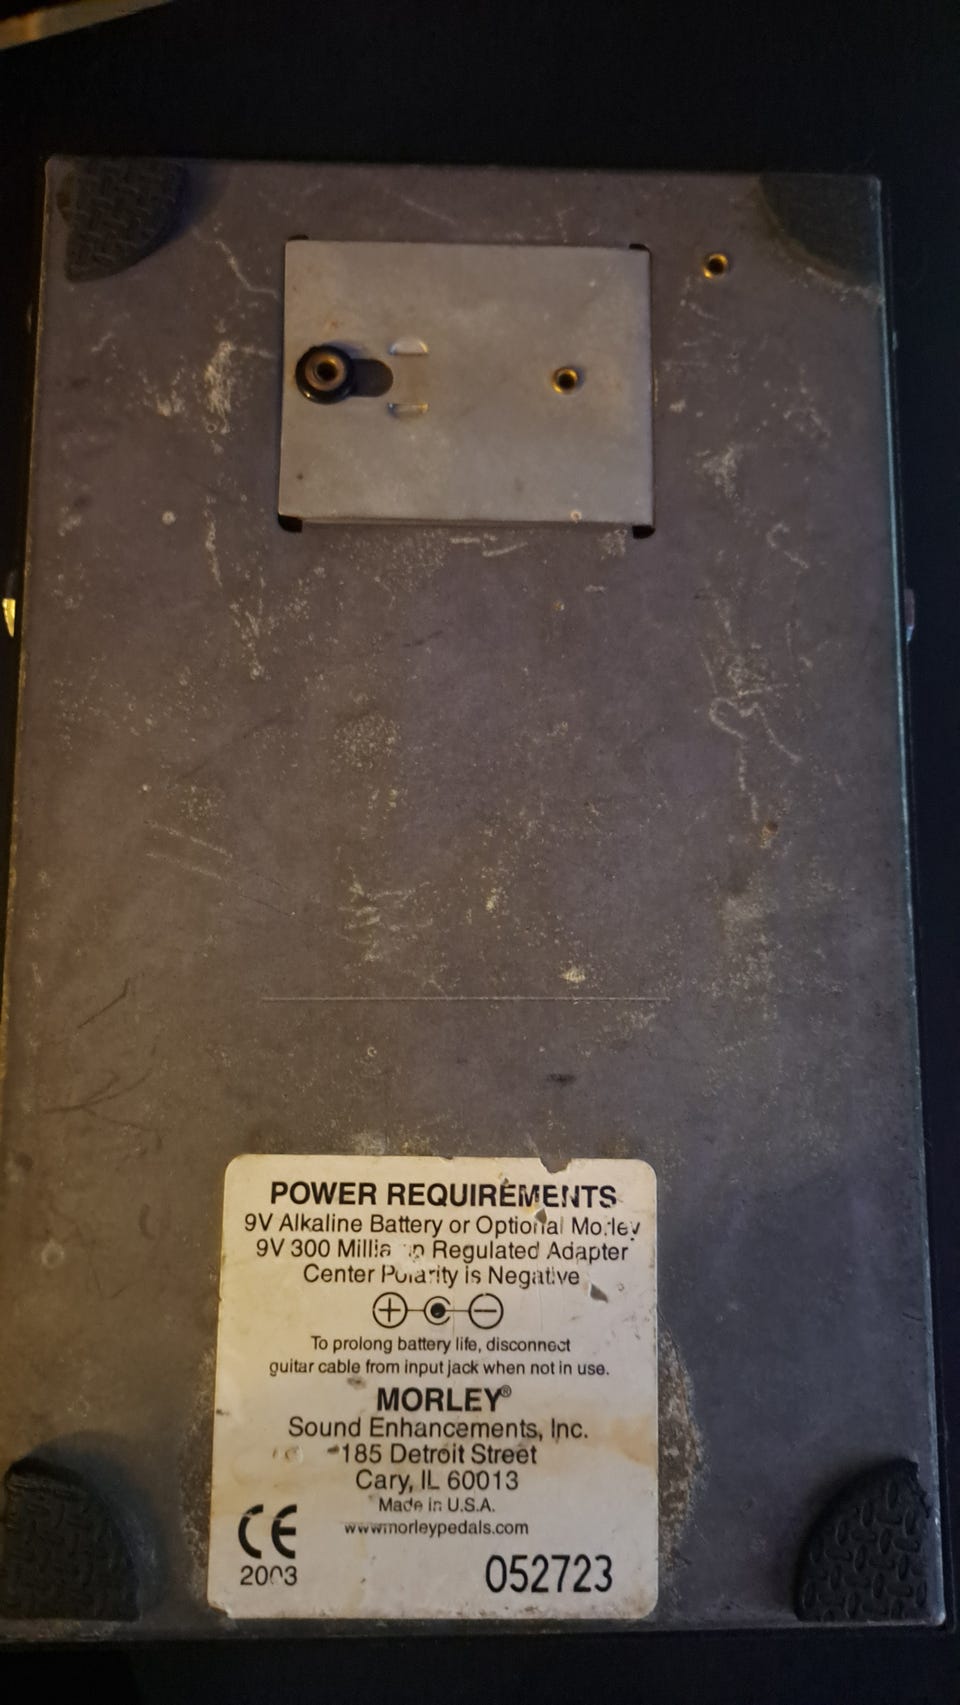 POWER REQUIREMENTS
9V Alkaline Battery or Optional Morley
9V 300 Regulated Adapter
Center Polarity is Negative
To prolong battery life, disconnect
guitar cable from input jack when not in use.
MORLEY®
Sound Enhancements, Inc.
185 Detroit Street
Cary, IL 60013
Made in U.S.A.
www.morleypedals.com
CE
2003
052723